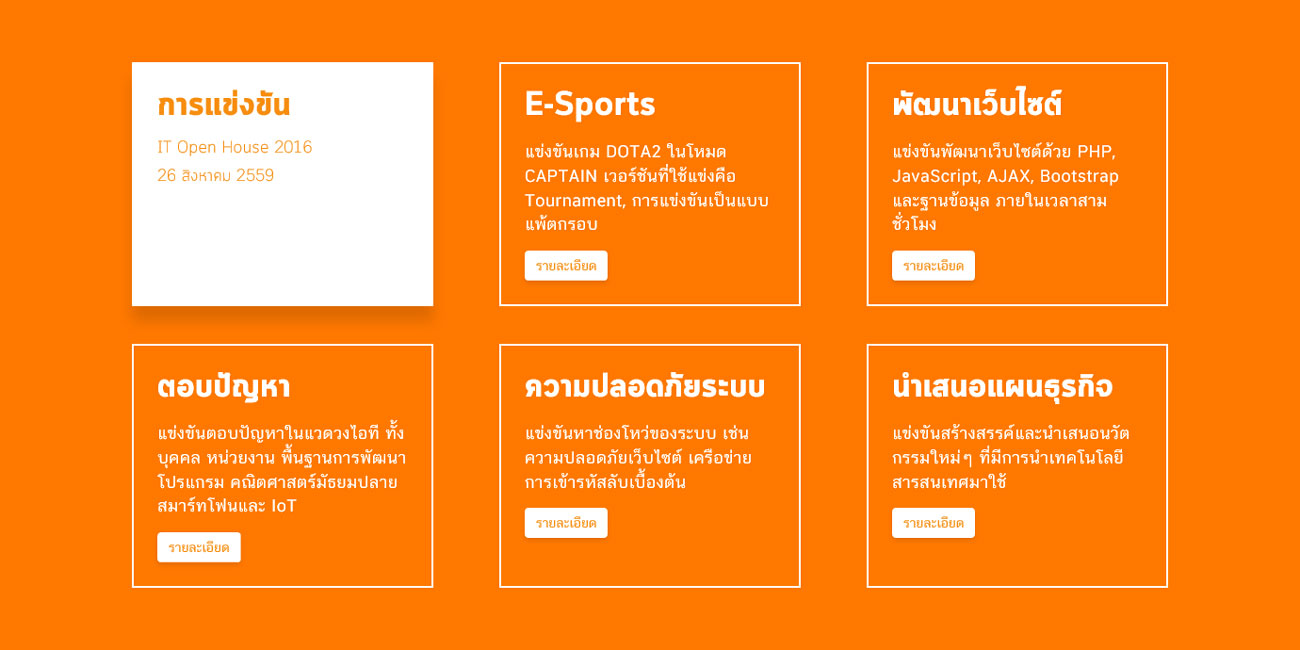 การแข่งขัน
IT Open House 2016
26 สิงหาคม 2559
E-Sports
แข่งขันเกม DOTA2 ในโหมด
CAPTAIN เวอร์ชันที่ใช้แข่งคือ
Tournament, การแข่งขันเป็นแบบ
แพ้ตกรอบ
รายละเอียด
พัฒนาเว็บไซต์
แข่งขันพัฒนาเว็บไซต์ด้วย PHP,
JavaScript, AJAX, Bootstrap
และฐานข้อมูล ภายในเวลาสาม
ชั่วโมง
รายละเอียด
ตอบปัญหา
แข่งขันตอบปัญหาในแวดวงไอที ทั้ง
บุคคล หน่วยงาน พื้นฐานการพัฒนา
โปรแกรม คณิตศาสตร์มัธยมปลาย
สมาร์ทโฟนและ IoT
รายละเอียด
ความปลอดภัยระบบ
แข่งขันหาช่องโหว่ของระบบ เช่น
ความปลอดภัยเว็บไซต์ เครือข่าย
การเข้ารหัสลับเบื้องต้น
รายละเอียด
นำเสนอแผนธุรกิจ
แข่งขันสร้างสรรค์และนำเสนอนวัต
กรรมใหม่ๆ ที่มีการนำเทคโนโลยี
สารสนเทศมาใช้
รายละเอียด